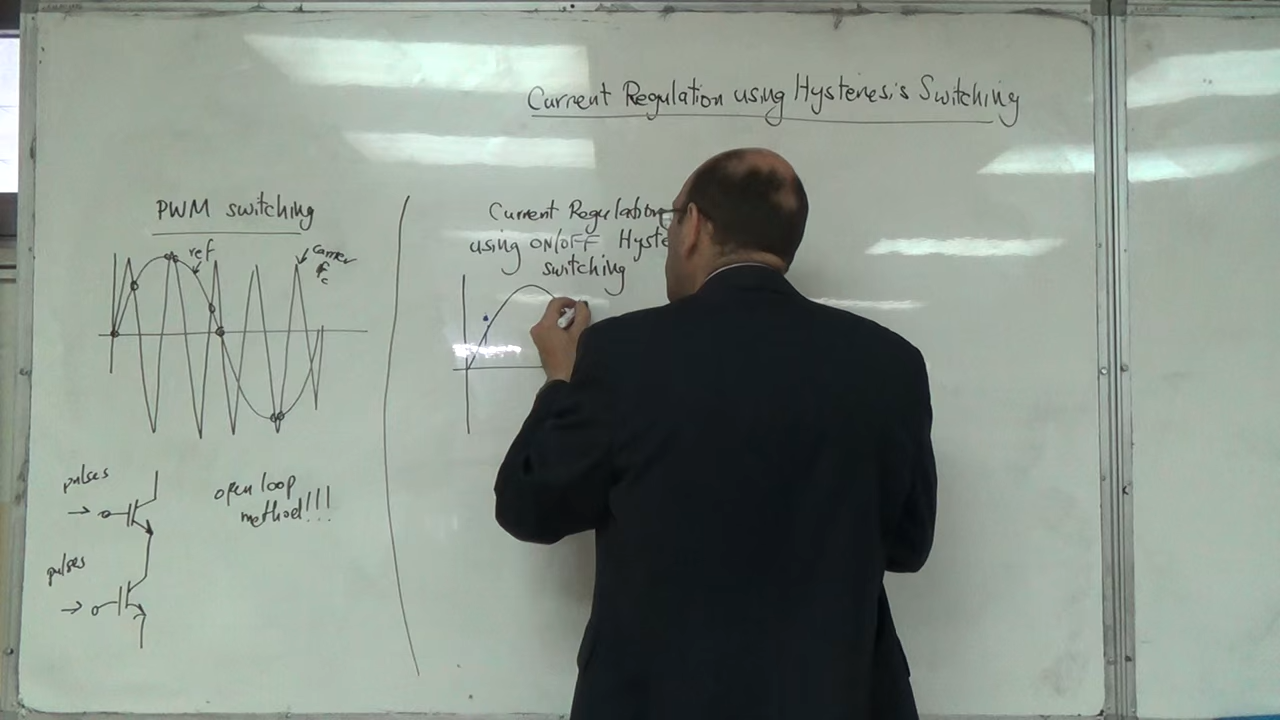 Current Regulation using Hysteresis Switching
PWM switching
ref
carrier
fc
pulses
open loop
method!!!
pulses
Current Regulation
using ON/OFF Hyste
switching